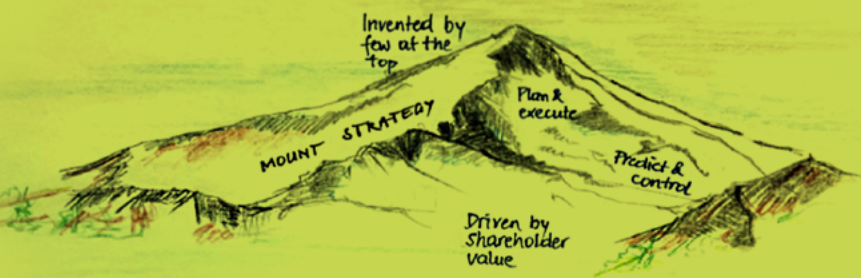 Invented by
few at the
top
MOUNT STRATEGY
Plan &
execute
Predict &
control
Driven by
Shareholder
value